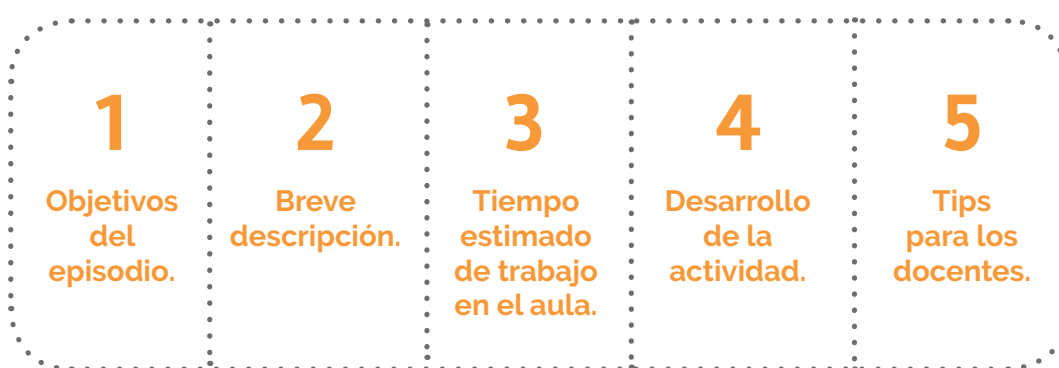 1
Objetivos
del
episodio.
2
Breve
descripción.
3
Tiempo
estimado
de trabajo
en el aula.
4
Desarrollo
de la
actividad.
5
Tips
para los
docentes.